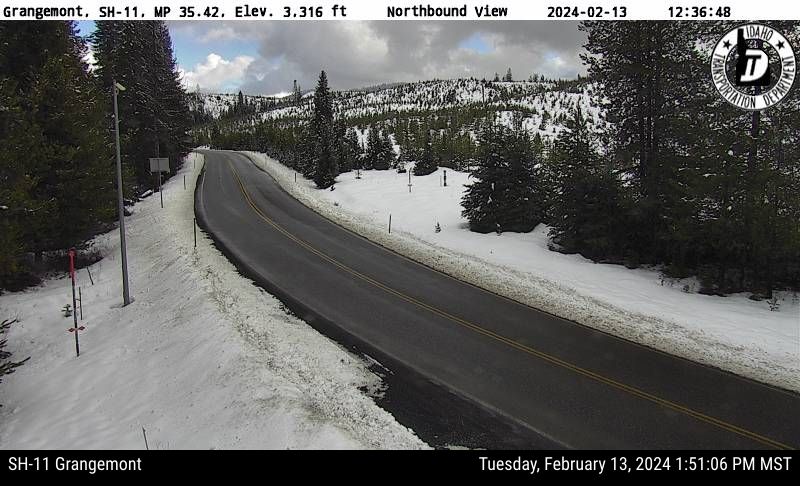 Grangemont, SH-11, MP 35.42, Elev. 3,316 ft Northbound View 2024-02-13 12:36:48
IDAHO
TRANSPORTATION DEPARTMENT
SH-11 Grangemont Tuesday, February 13, 2024 1:51:06 PM MST